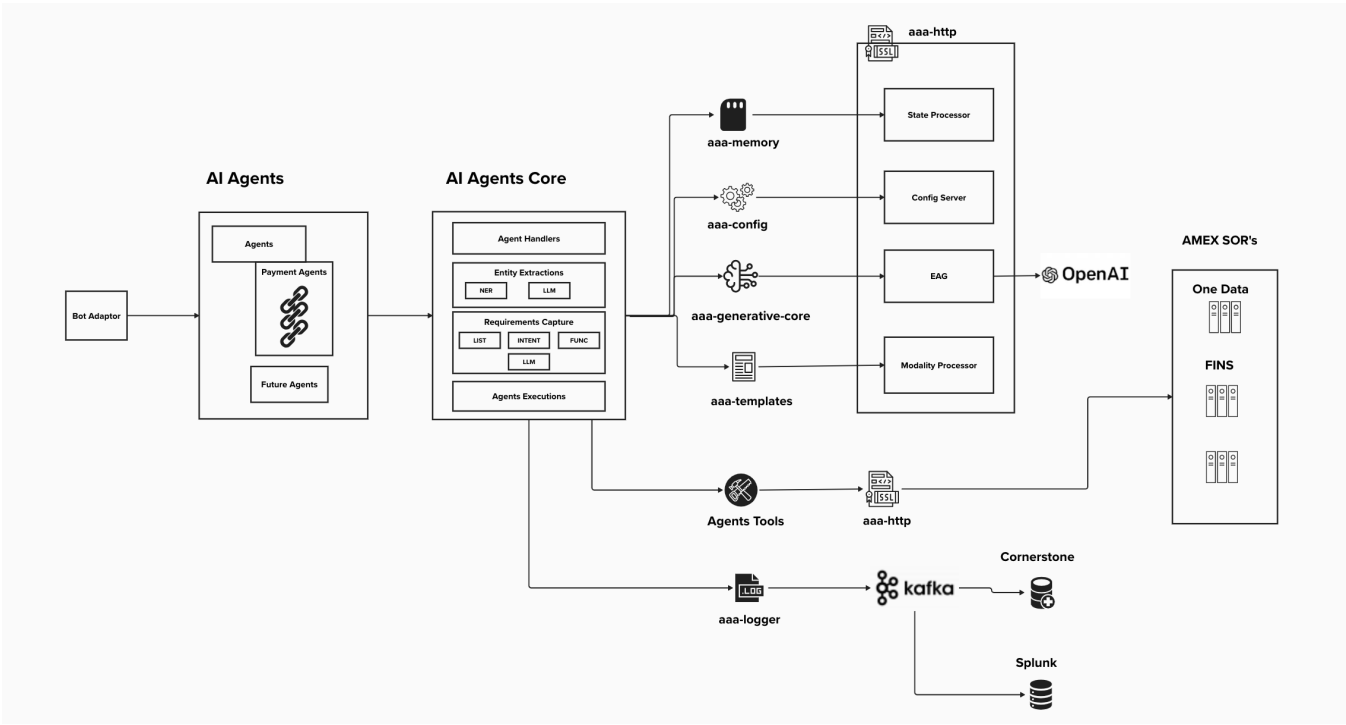 aaa-http
SSL
State Processor
aaa-memory
AI Agents
AI Agents Core
Config Server
aaa-config
Agent Handlers
Agents
AMEX SOR's
Payment Agents
Entity Extractions
NER
LLM
EAG
OpenAI
One Data
Bot Adaptor
aaa-generative-core
Requirements Capture
LIST
INTENT
FUNC
LLM
Modality Processor
FINS
Future Agents
Agents Executions
aaa-templates
SSL
Agents Tools
aaa-http
Cornerstone
.LOG
kafka
aaa-logger
Splunk